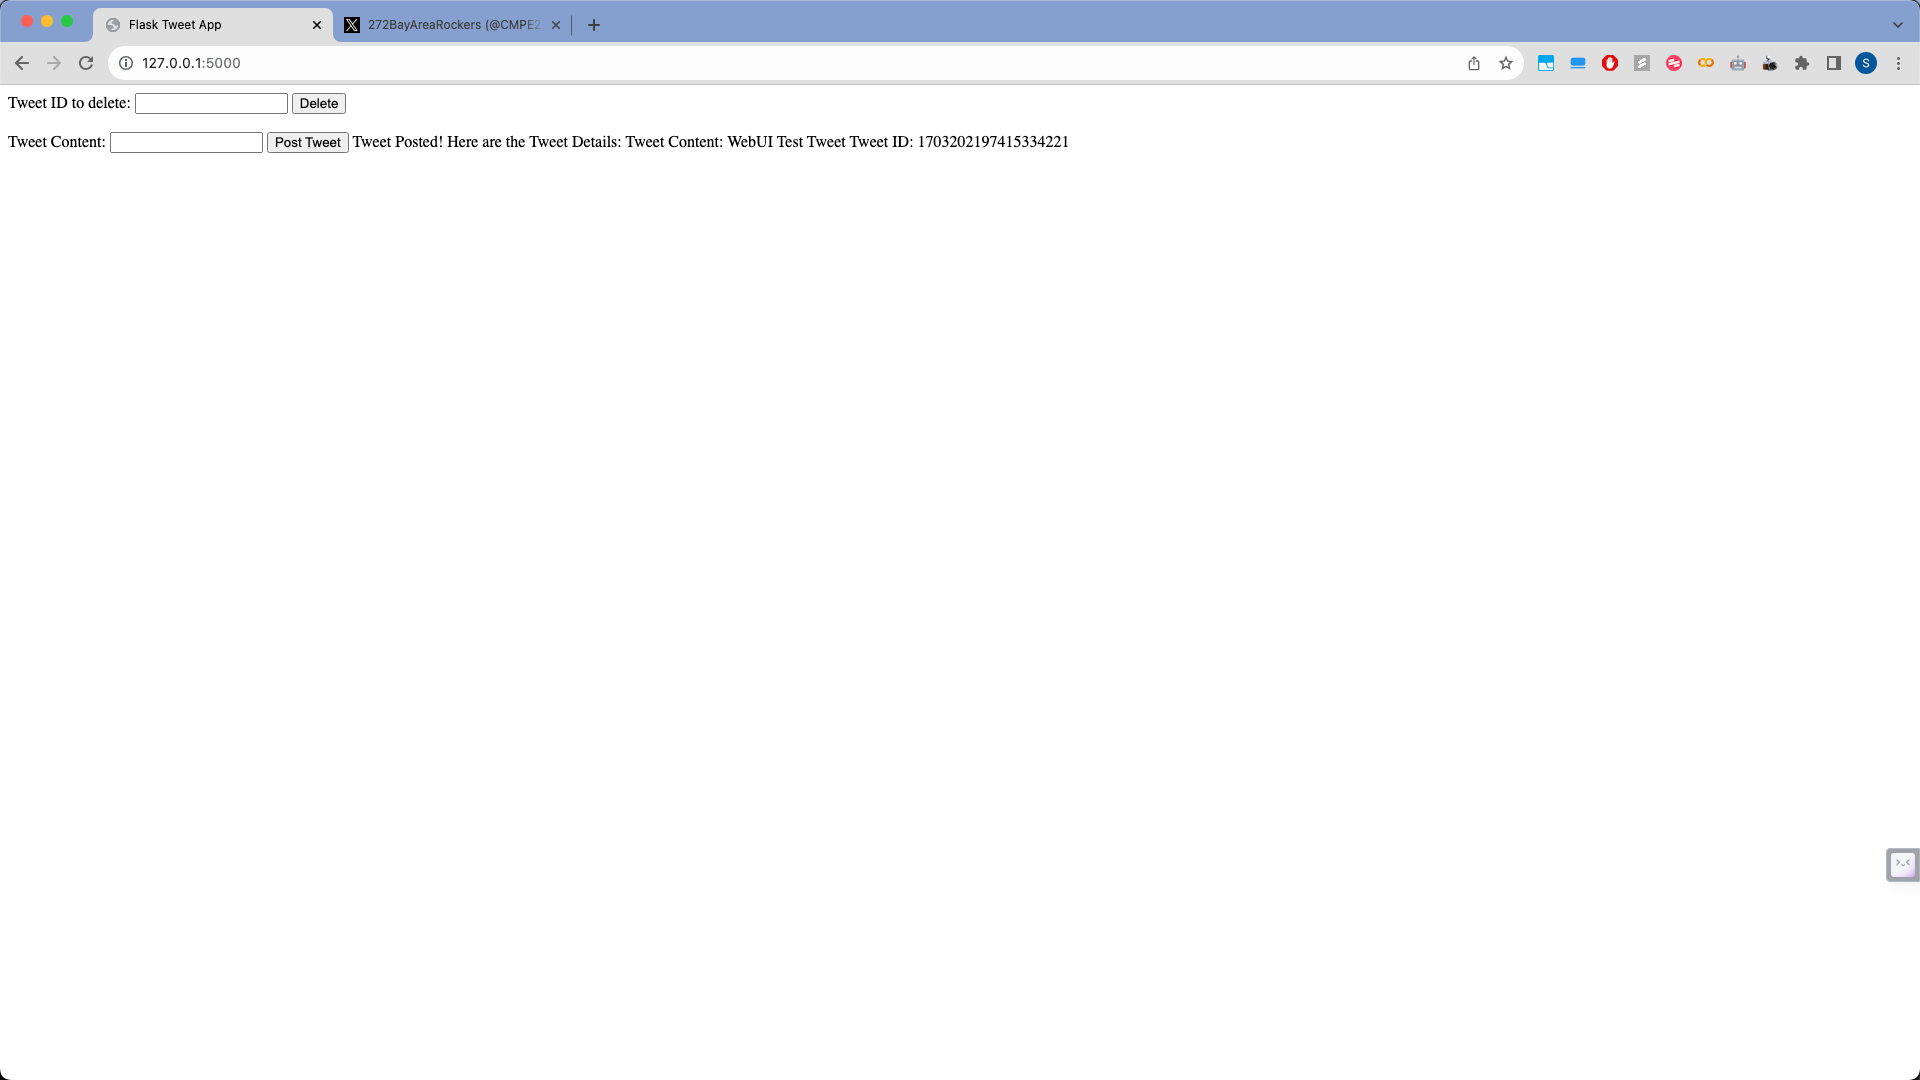 Flask Tweet App
272BayAreaRockers (@CMPE2
127.0.0.1:5000
S
Tweet ID to delete: Delete
Tweet Content: Post Tweet Tweet Posted! Here are the Tweet Details: Tweet Content: WebUI Test Tweet Tweet ID: 1703202197415334221